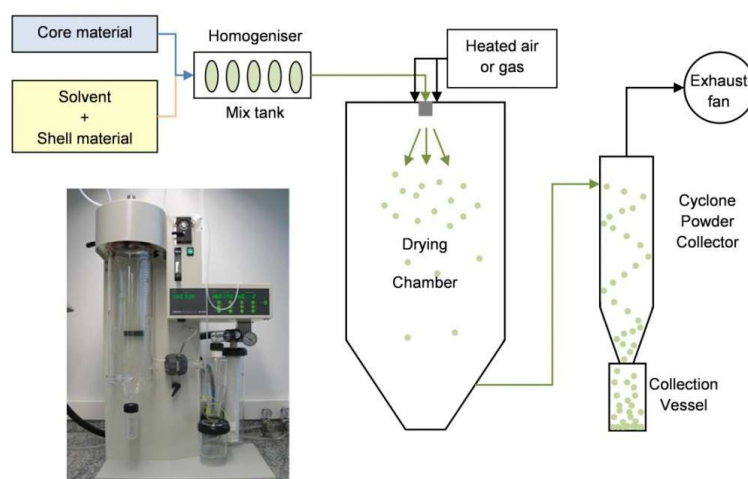 Core material
Solvent
+
Shell material
Homogeniser
Mix tank
Heated air
or gas
Exhaust
fan
Drying
Chamber
Cyclone
Powder
Collector
Collection
Vessel